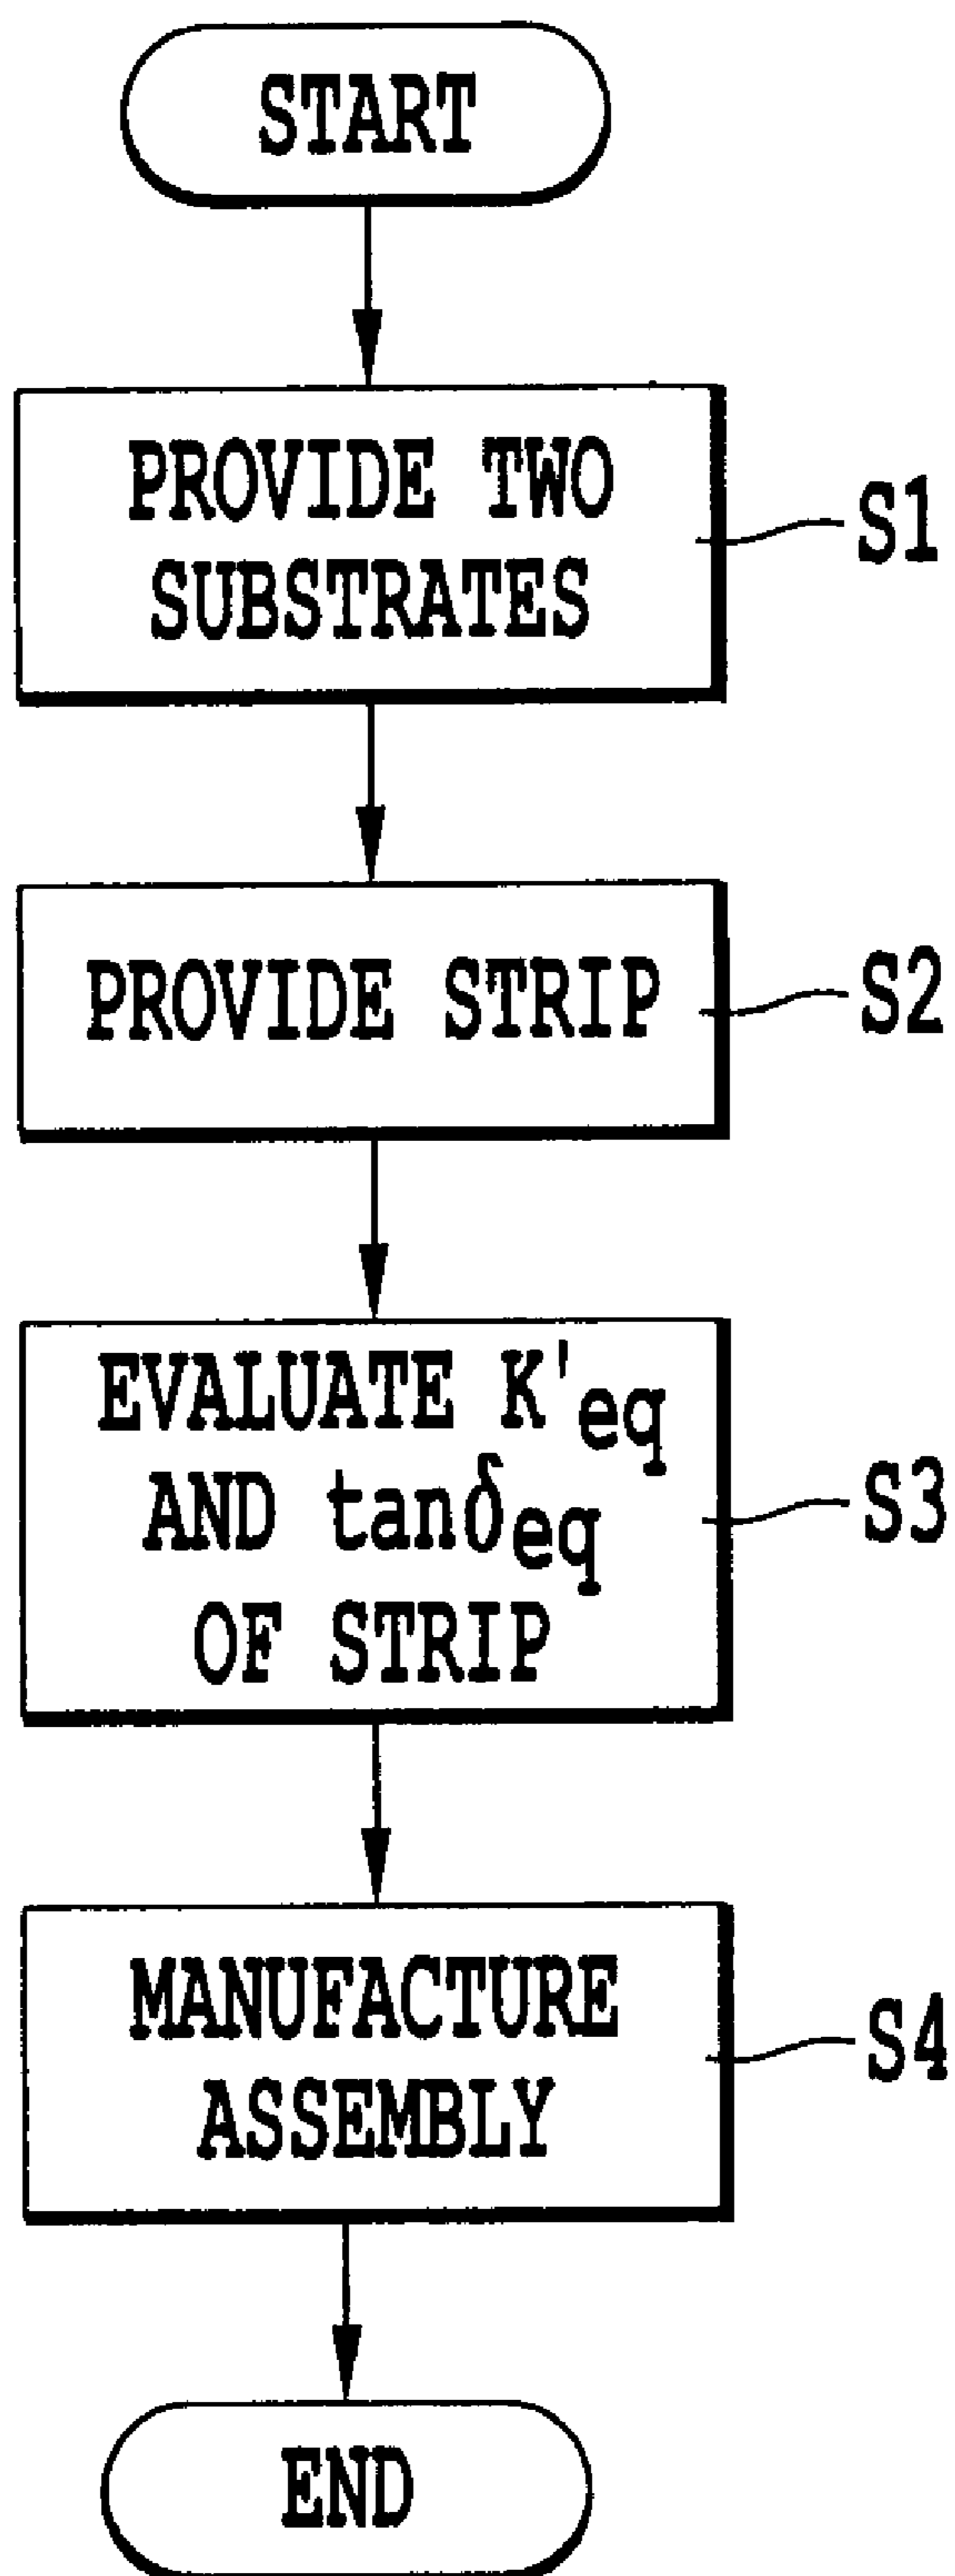 START
PROVIDE TWO
SUBSTRATES
S1
PROVIDE STRIP
S2
EVALUATE K'eq
AND tanδeq
OF STRIP
S3
MANUFACTURE
ASSEMBLY
S4
END